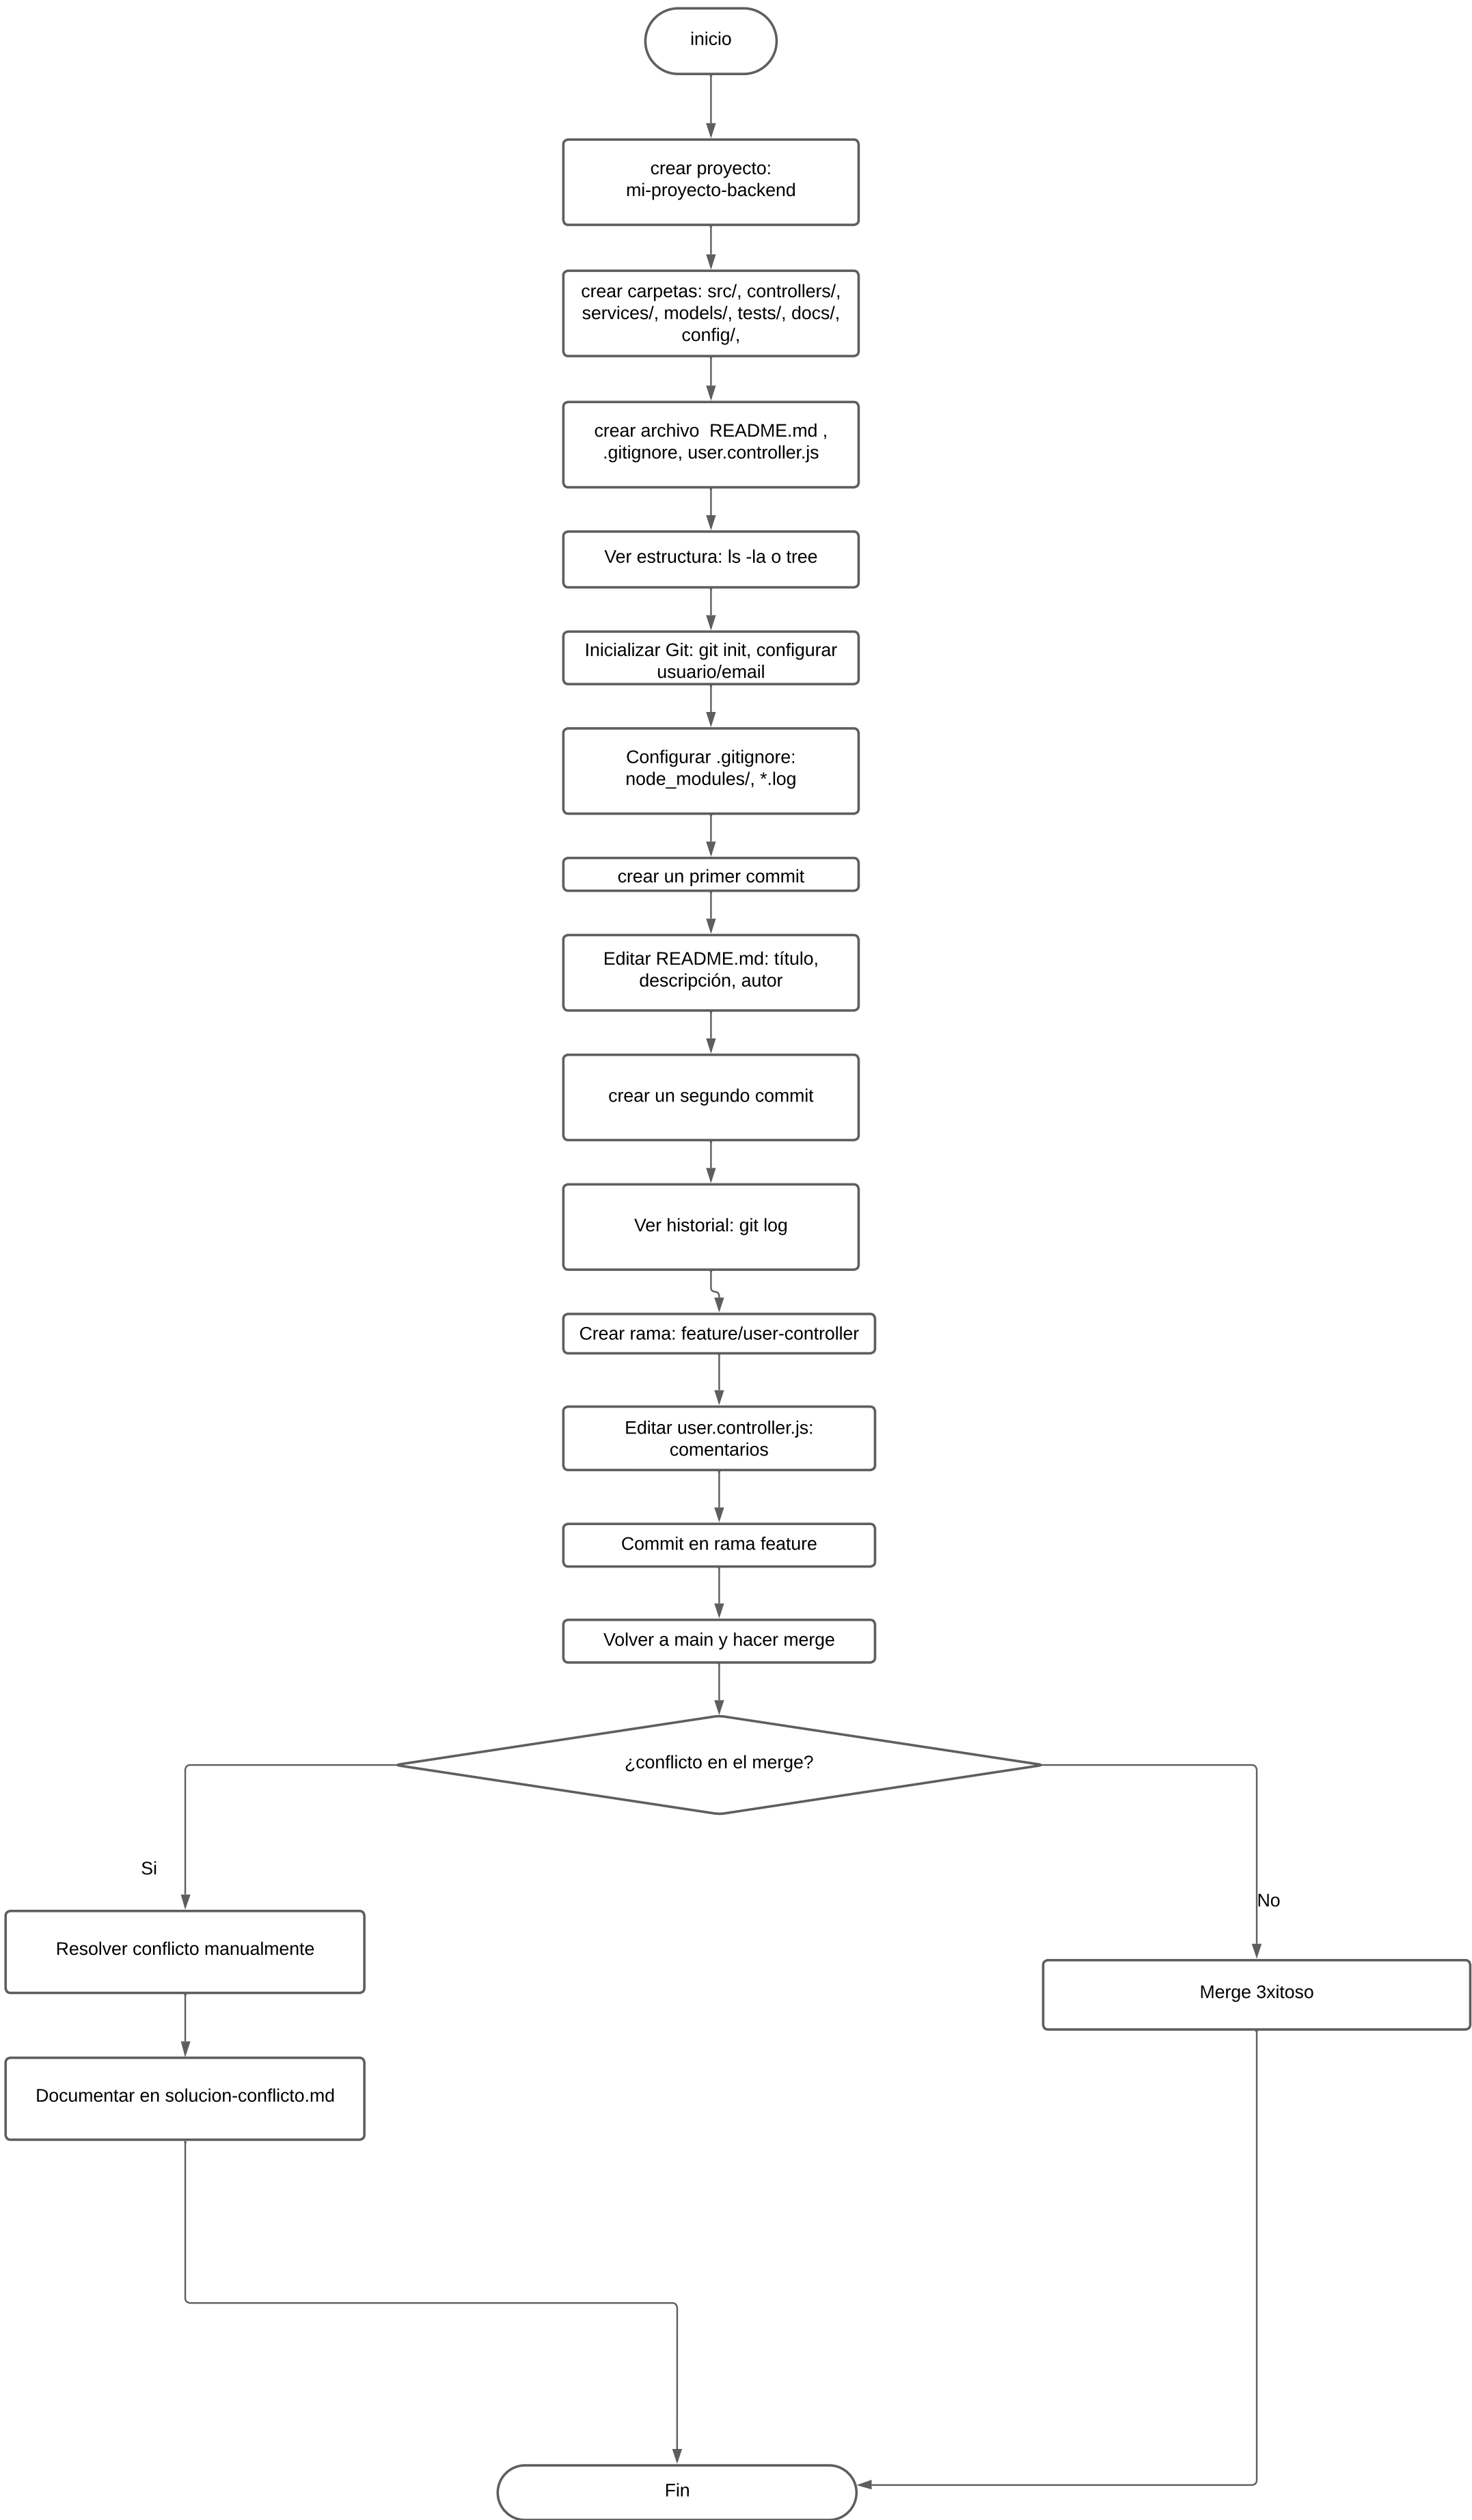 inicio
crear proyecto:
mi-proyecto-backend
crear carpetas: src/, controllers/,
services/, models/, tests/, docs/,
config/,
crear archivo  README.md ,
.gitignore, user.controller.js
Ver estructura: ls -la o tree
Inicializar Git: git init, configurar
usuario/email
Configurar .gitignore:
node_modules/, *.log
crear un primer commit
Editar README.md: título,
descripción, autor
crear un segundo commit
Ver historial: git log
Crear rama: feature/user-controller
Editar user.controller.js:
comentarios
Commit en rama feature
Volver a main y hacer merge
¿conflicto en el merge?
Si
No
Resolver conflicto manualmente
Merge 3xitoso
Documentar en solucion-conflicto.md
Fin